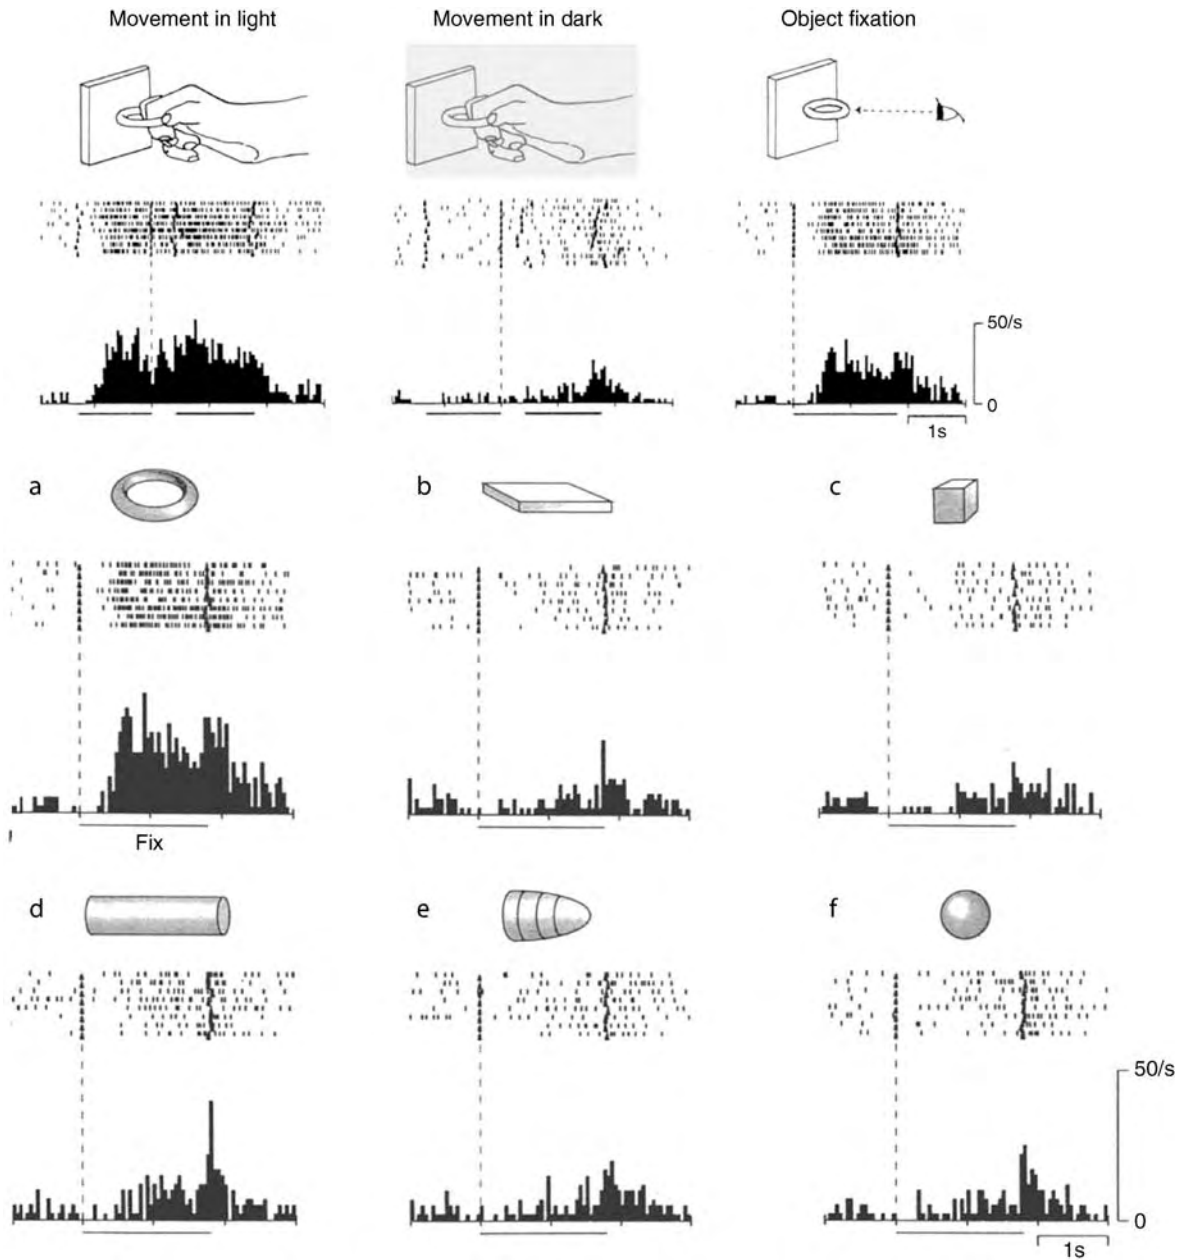 Movement in light
Movement in dark
Object fixation
50/s
0
1s
a
b
c
Fix
d
e
f
50/s
0
1s